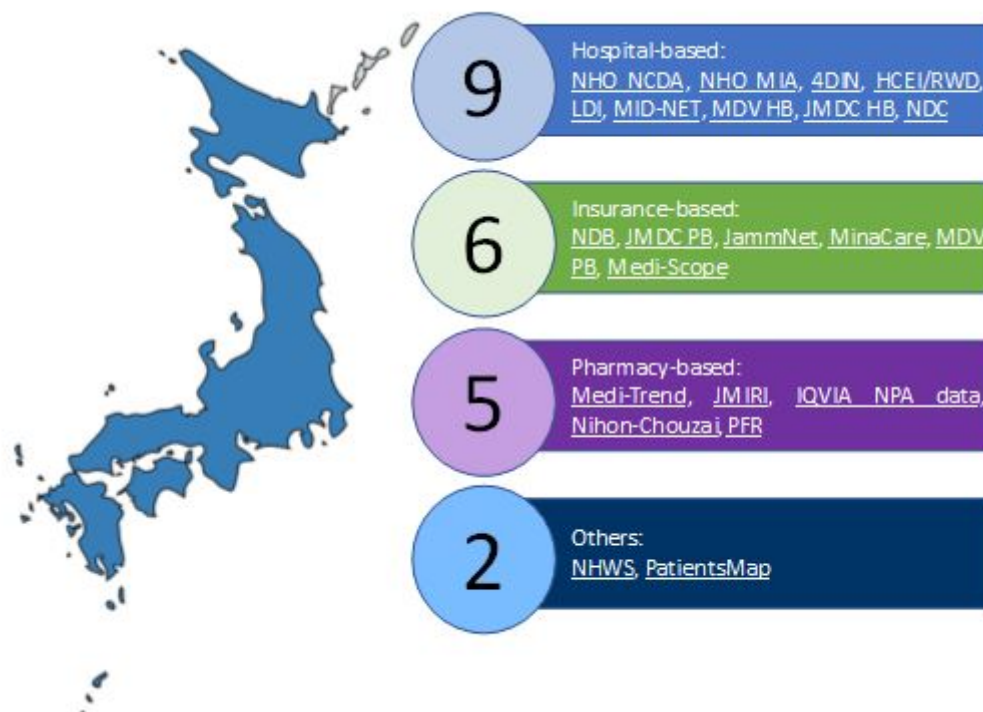 9
Hospital-based:
NHO NCDA, NHO MIA, 4DIN, HCEI/RWD,
LDI, MID-NET, MDV HB, JMDC HB, NDC
6
Insurance-based:
NDB, JMDC PB, JammNet, MinaCare, MDV
PB, Medi-Scope
5
Pharmacy-based:
Medi-Trend, JMIRI, IQVIA NPA data,
Nihon-Chouzai, PFR
2
Others:
NHWS, PatientsMap